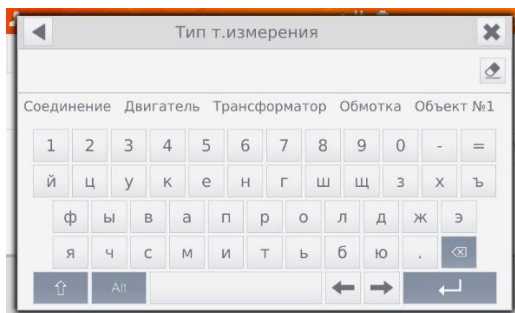 Тип т.измерения
Соединение Двигатель Трансформатор Обмотка Объект №1
1 2 3 4 5 6 7 8 9 0 - =
й ц у к е н г ш щ з х ъ
ф ы в а п р о л д ж э
я ч с м и т ь б ю .
Alt